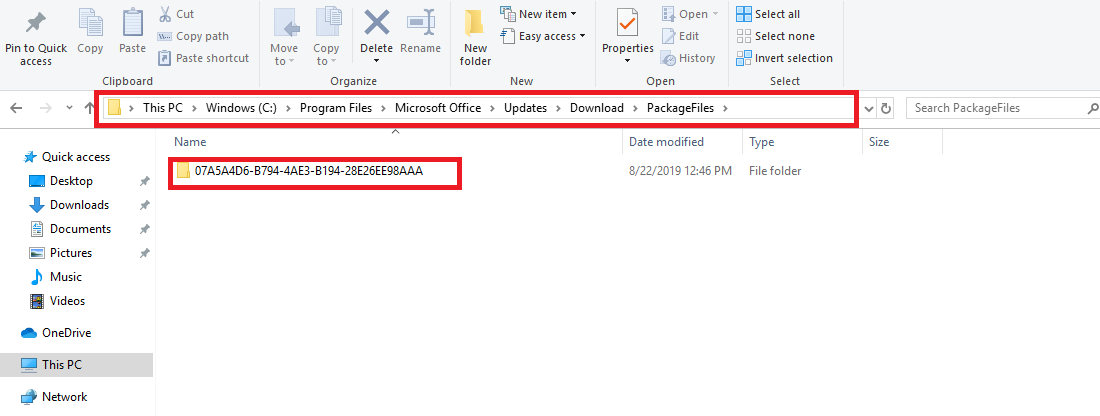 Pin to Quick access
Copy
Paste
Cut
Copy path
Paste shortcut
Clipboard
Move to
Copy to
Delete
Rename
Organize
New folder
New item
Easy access
New
Properties
Open
Edit
History
Open
Select all
Select none
Invert selection
Select
This PC > Windows (C:) > Program Files > Microsoft Office > Updates > Download > PackageFiles >
Search PackageFiles
Name Date modified Type Size
07A5A4D6-B794-4AE3-B194-28E26EE98AAA 8/22/2019 12:46 PM File folder
Quick access
Desktop
Downloads
Documents
Pictures
Music
Videos
OneDrive
This PC
Network